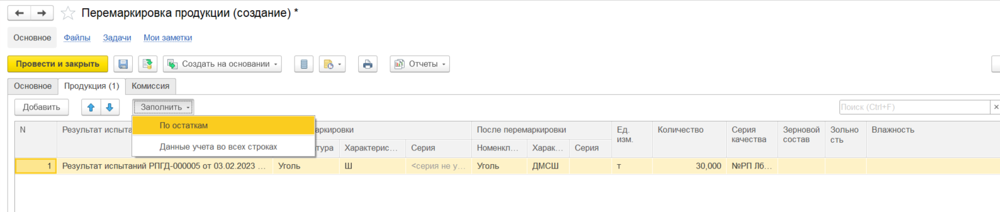 Перемаркировка продукции (создание) *
Основное Файлы Задачи Мои заметки
Провести и закрыть Создать на основании Отчеты
Основное Продукция (1) Комиссия
Добавить Заполнить Поиск (Ctrl+F) ×
По остаткам
Данные учета во всех строках
N Результат испыта аркировки После перемаркировки Ед. изм. Количество Серия качества Зерновой состав Зольно сть Влажность
тура Характерис... Серия Номенкл... Харак... Серия
1 Результат испытаний РПГД-000005 от 03.02.2023 ... Уголь Ш <серия не у... Уголь ДМСШ т 30,000 №РП Лб...